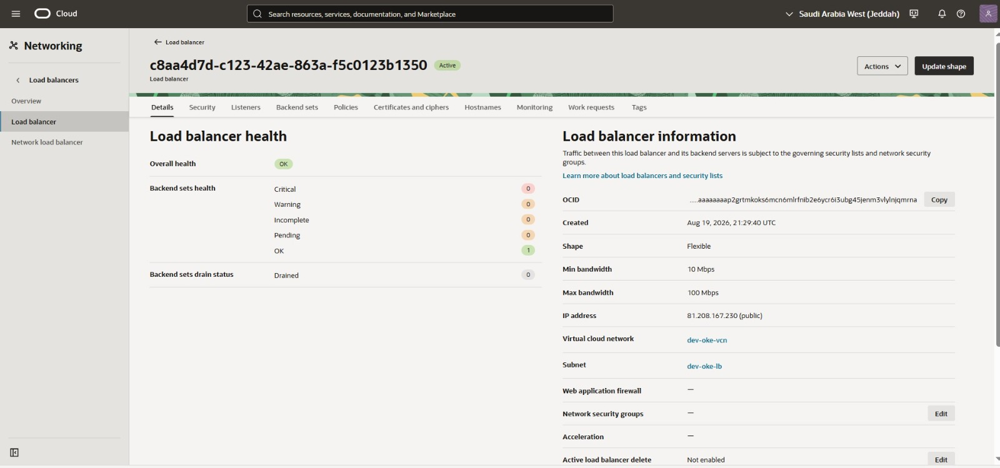 Cloud
Search resources, services, documentation, and Marketplace
Saudi Arabia West (Jeddah)
Networking
Load balancers
Overview
Load balancer
Network load balancer
Load balancer
c8aa4d7d-c123-42ae-863a-f5c0123b1350
Active
Load balancer
Actions
Update shape
Details
Security
Listeners
Backend sets
Policies
Certificates and ciphers
Hostnames
Monitoring
Work requests
Tags
Load balancer health
Overall health
OK
Backend sets health
Critical
0
Warning
0
Incomplete
0
Pending
0
OK
1
Backend sets drain status
Drained
0
Load balancer information
Traffic between this load balancer and its backend servers is subject to the governing security lists and network security
groups.
Learn more about load balancers and security lists
OCID
....aaaaaaaap2grtmkoks6mcn6mlrfnib2e6ycr6i3ubg45jenm3vlylnjqmrna
Copy
Created
Aug 19, 2026, 21:29:40 UTC
Shape
Flexible
Min bandwidth
10 Mbps
Max bandwidth
100 Mbps
IP address
81.208.167.230 (public)
Virtual cloud network
dev-oke-vcn
Subnet
dev-oke-lb
Web application firewall
—
Network security groups
—
Edit
Acceleration
—
Active load balancer delete
Not enabled
Edit